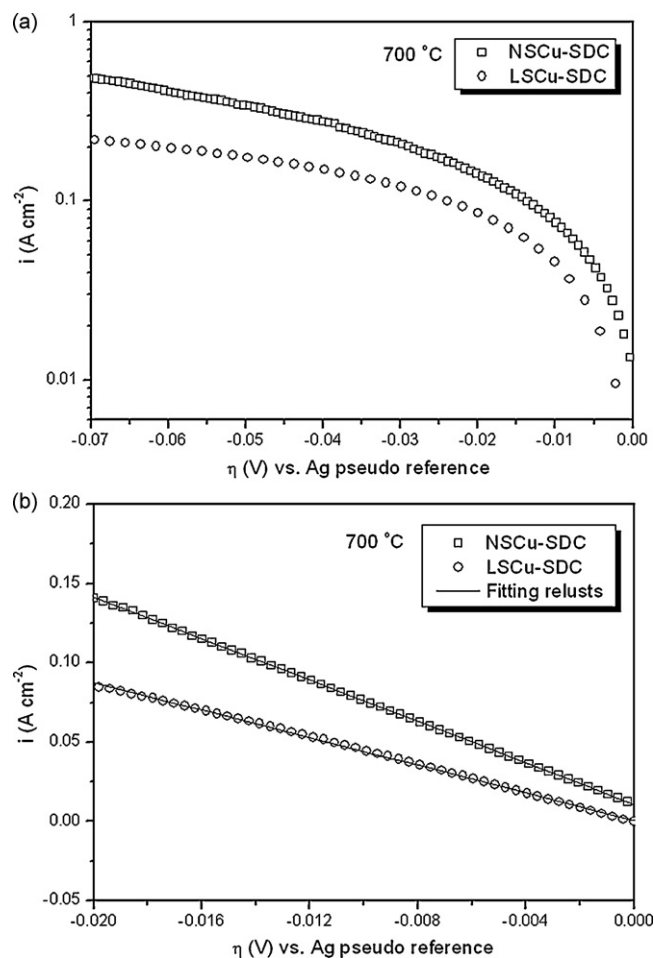 (a)
1
0.1
0.01
i (A cm⁻²)
700 °C
NSCu-SDC
LSCu-SDC
-0.07 -0.06 -0.05 -0.04 -0.03 -0.02 -0.01 0.00
η (V) vs. Ag pseudo reference
(b)
0.20
0.15
0.10
0.05
0.00
-0.05
i (A cm⁻²)
700 °C
NSCu-SDC
LSCu-SDC
Fitting relusts
-0.020 -0.016 -0.012 -0.008 -0.004 0.000
η (V) vs. Ag pseudo reference